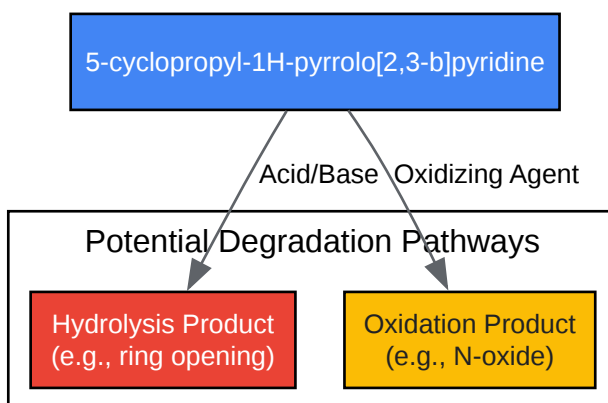 5-cyclopropyl-1H-pyrrolo[2,3-b]pyridine
Acid/Base Oxidizing Agent
Potential Degradation Pathways
Hydrolysis Product
(e.g., ring opening)
Oxidation Product
(e.g., N-oxide)